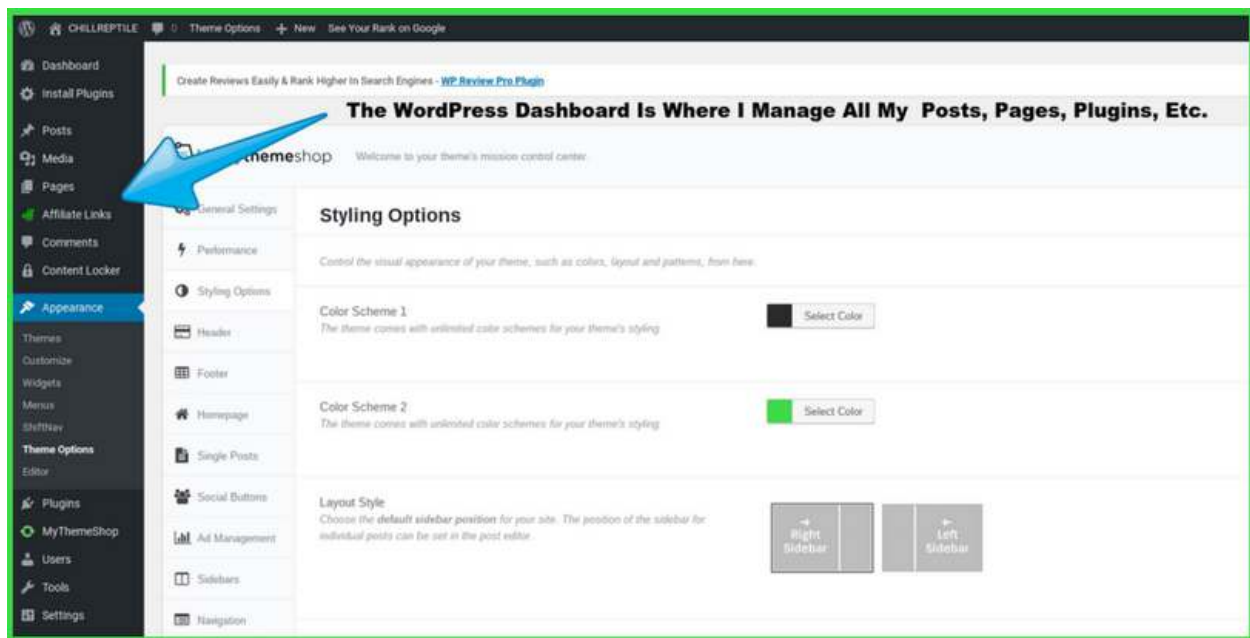 CHILLREPTILE 0 Theme Options + New See Your Rank on Google
Dashboard
Install Plugins
Posts
Media
Pages
Affiliate Links
Comments
Content Locker
Appearance
Themes
Customize
Widgets
Menus
ShiftNav
Theme Options
Editor
Plugins
MyThemeShop
Users
Tools
Settings
Create Reviews Easily & Rank Higher In Search Engines - WP Review Pro Plugin
The WordPress Dashboard Is Where I Manage All My Posts, Pages, Plugins, Etc.
themeshop Welcome to your theme's mission control center
General Settings
Performance
Styling Options
Header
Footer
Homepage
Single Posts
Social Buttons
Ad Management
Sidebars
Navigation
Styling Options
Control the visual appearance of your theme, such as colors, layout and patterns, from here.
Color Scheme 1
The theme comes with unlimited color schemes for your theme's styling
Select Color
Color Scheme 2
The theme comes with unlimited color schemes for your theme's styling
Select Color
Layout Style
Choose the default sidebar position for your site. The position of the sidebar for
individual posts can be set in the post editor.
Right
Sidebar
Left
Sidebar